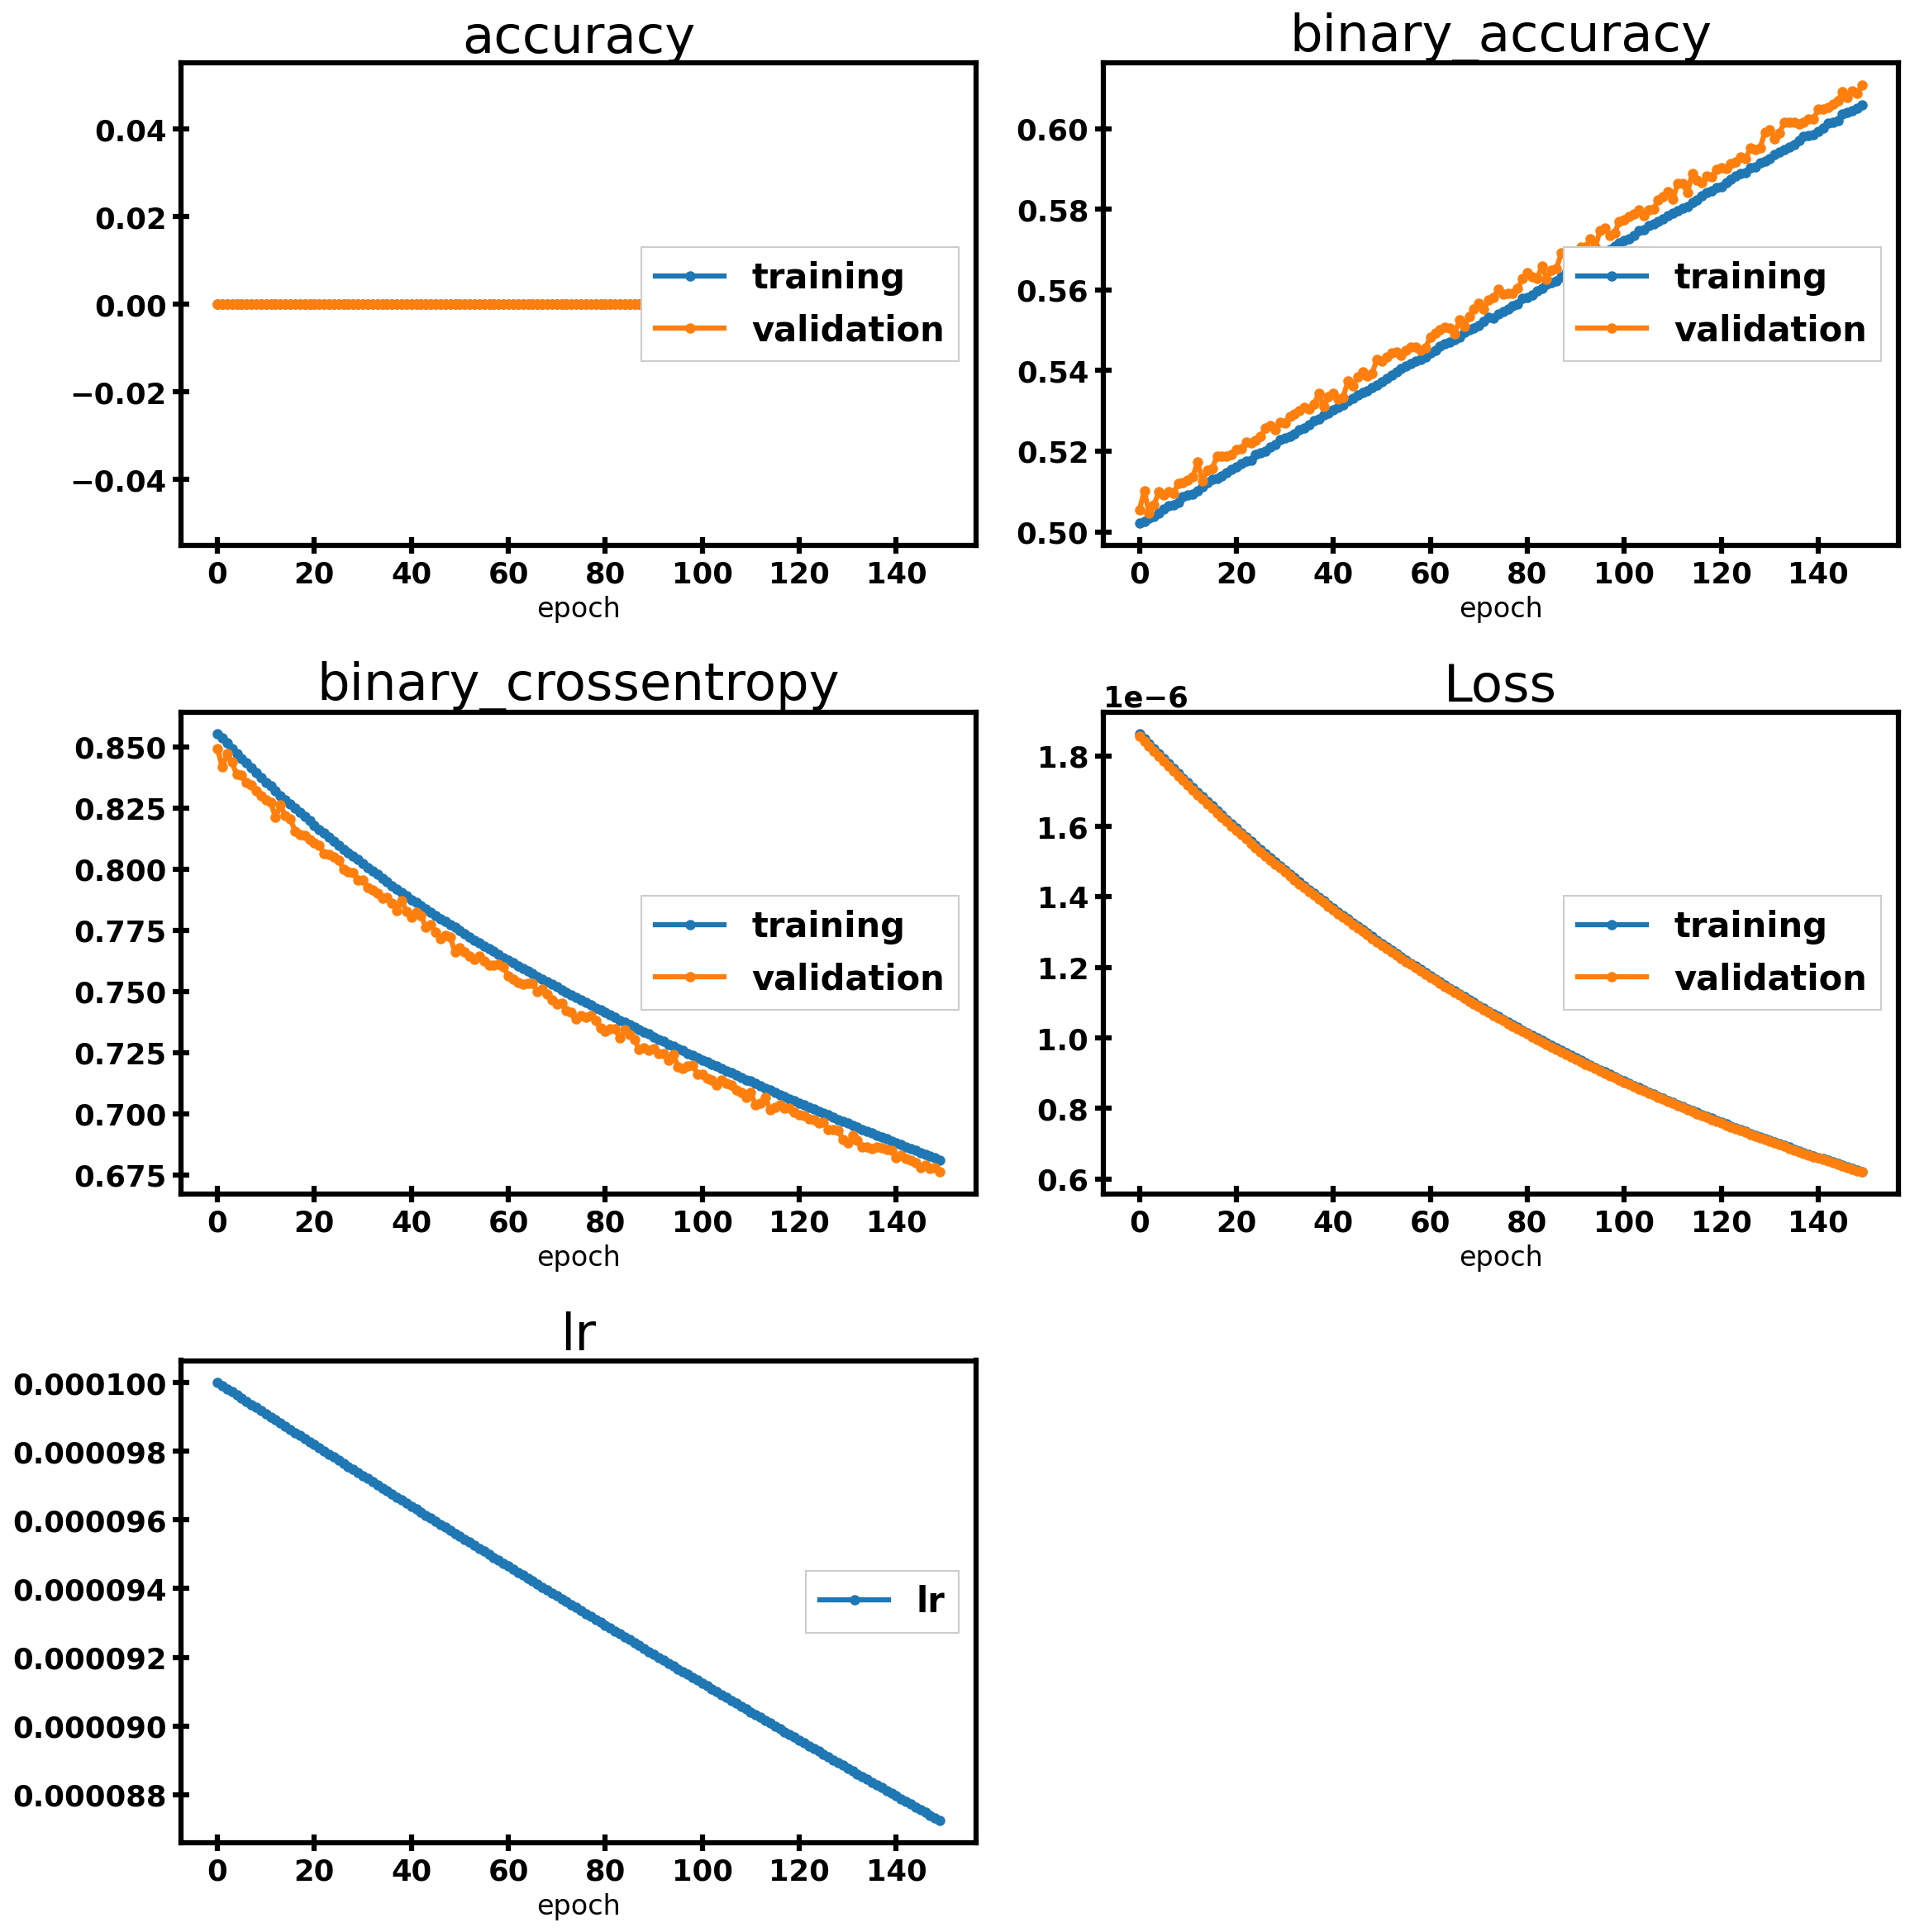 accuracy
0.04
0.02
0.00
−0.02
−0.04
training
validation
0 20 40 60 80 100 120 140
epoch
binary_accuracy
0.60
0.58
0.56
0.54
0.52
0.50
training
validation
0 20 40 60 80 100 120 140
epoch
binary_crossentropy
0.850
0.825
0.800
0.775
0.750
0.725
0.700
0.675
training
validation
0 20 40 60 80 100 120 140
epoch
Loss
1e−6
1.8
1.6
1.4
1.2
1.0
0.8
0.6
training
validation
0 20 40 60 80 100 120 140
epoch
lr
0.000100
0.000098
0.000096
0.000094
0.000092
0.000090
0.000088
lr
0 20 40 60 80 100 120 140
epoch